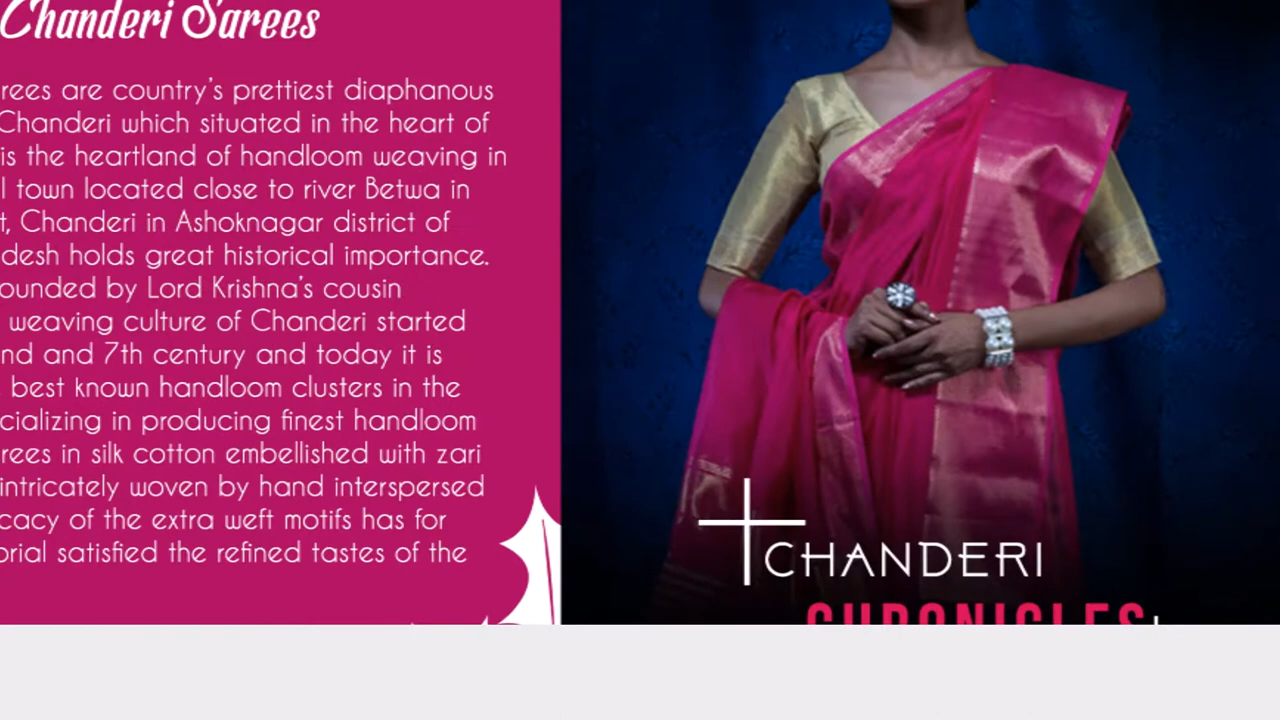 Chanderi Sarees
rees are country's prettiest diaphanous
Chanderi which situated in the heart of
is the heartland of handloom weaving in
l town located close to river Betwa in
t, Chanderi in Ashoknagar district of
desh holds great historical importance.
ounded by Lord Krishna's cousin
weaving culture of Chanderi started
nd and 7th century and today it is
best known handloom clusters in the
cializing in producing finest handloom
rees in silk cotton embellished with zari
intricately woven by hand interspersed
cacy of the extra weft motifs has for
orial satisfied the refined tastes of the
CHANDERI
CHRONICLES